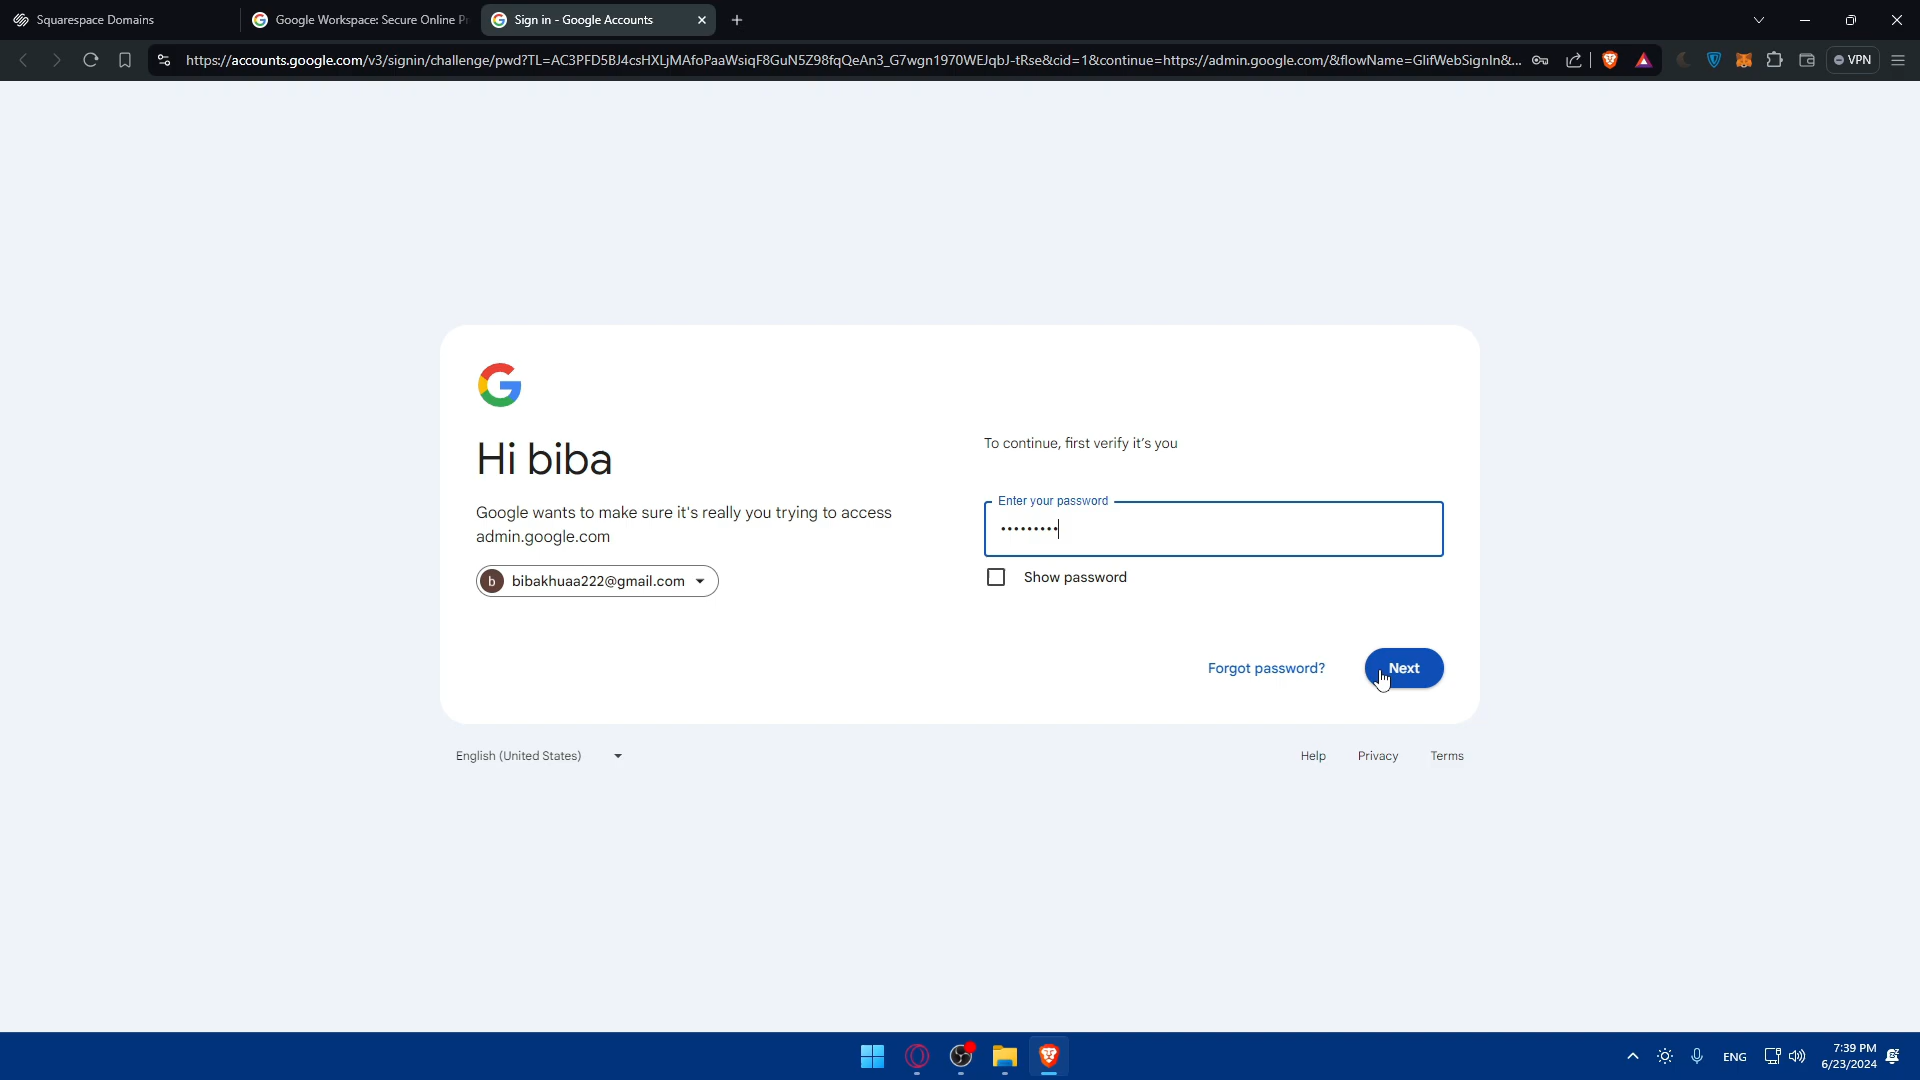 Squarespace Domains
Google Workspace: Secure Online Pr
Sign in - Google Accounts
https://accounts.google.com/v3/signin/challenge/pwd?TL=AC3PFD5BJ4csHXLjMAfoPaaWsiqF8GuN5Z98fqQeAn3_G7wgn1970WEJqbJ-tRse&cid=1&continue=https://admin.google.com/&flowName=GlifWebSignIn&...
VPN
Hi biba
Google wants to make sure it's really you trying to access
admin.google.com
b bibakhuaa222@gmail.com
To continue, first verify it's you
Enter your password
•••••••••
Show password
Forgot password?
Next
English (United States)
Help Privacy Terms
ENG
7:39 PM
6/23/2024